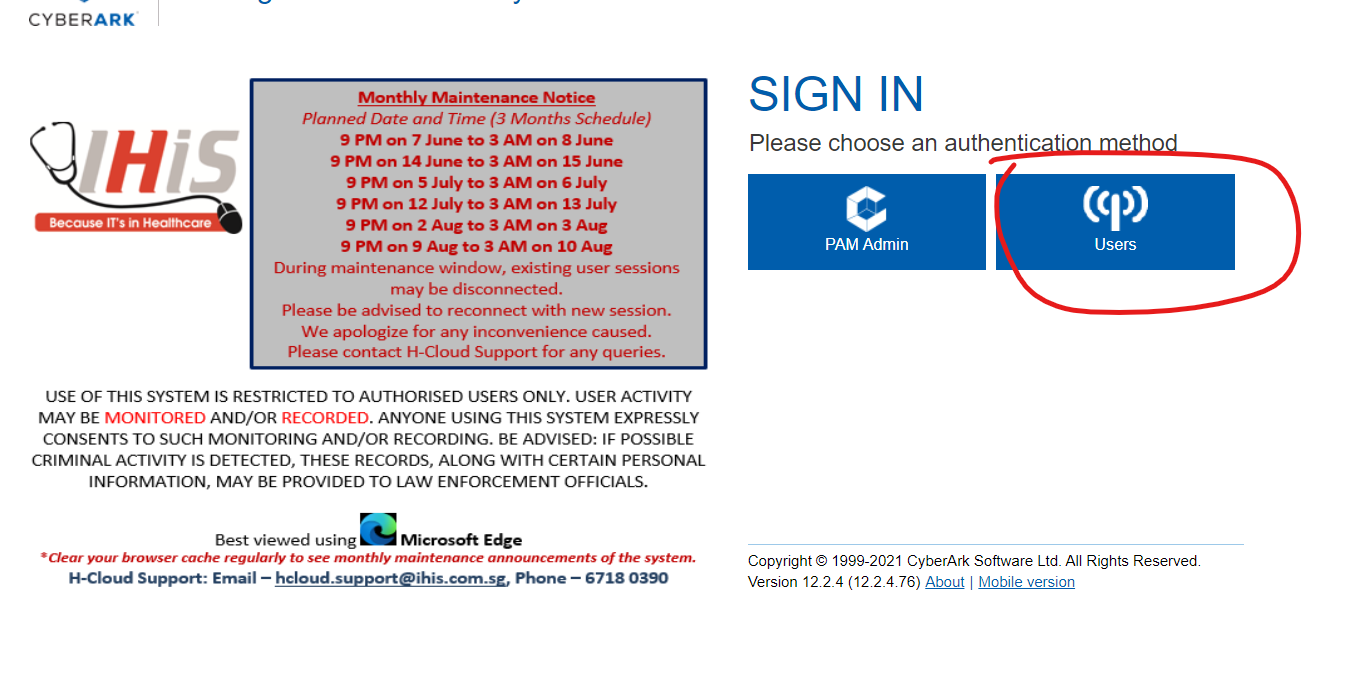 CYBERARK
IHiS
Because IT's in Healthcare
Monthly Maintenance Notice
Planned Date and Time (3 Months Schedule)
9 PM on 7 June to 3 AM on 8 June
9 PM on 14 June to 3 AM on 15 June
9 PM on 5 July to 3 AM on 6 July
9 PM on 12 July to 3 AM on 13 July
9 PM on 2 Aug to 3 AM on 3 Aug
9 PM on 9 Aug to 3 AM on 10 Aug
During maintenance window, existing user sessions
may be disconnected.
Please be advised to reconnect with new session.
We apologize for any inconvenience caused.
Please contact H-Cloud Support for any queries.
USE OF THIS SYSTEM IS RESTRICTED TO AUTHORISED USERS ONLY. USER ACTIVITY
MAY BE MONITORED AND/OR RECORDED. ANYONE USING THIS SYSTEM EXPRESSLY
CONSENTS TO SUCH MONITORING AND/OR RECORDING. BE ADVISED: IF POSSIBLE
CRIMINAL ACTIVITY IS DETECTED, THESE RECORDS, ALONG WITH CERTAIN PERSONAL
INFORMATION, MAY BE PROVIDED TO LAW ENFORCEMENT OFFICIALS.
Best viewed using Microsoft Edge
*Clear your browser cache regularly to see monthly maintenance announcements of the system.
H-Cloud Support: Email – hcloud.support@ihis.com.sg, Phone – 6718 0390
SIGN IN
Please choose an authentication method
PAM Admin
Users
Copyright © 1999-2021 CyberArk Software Ltd. All Rights Reserved.
Version 12.2.4 (12.2.4.76) About | Mobile version